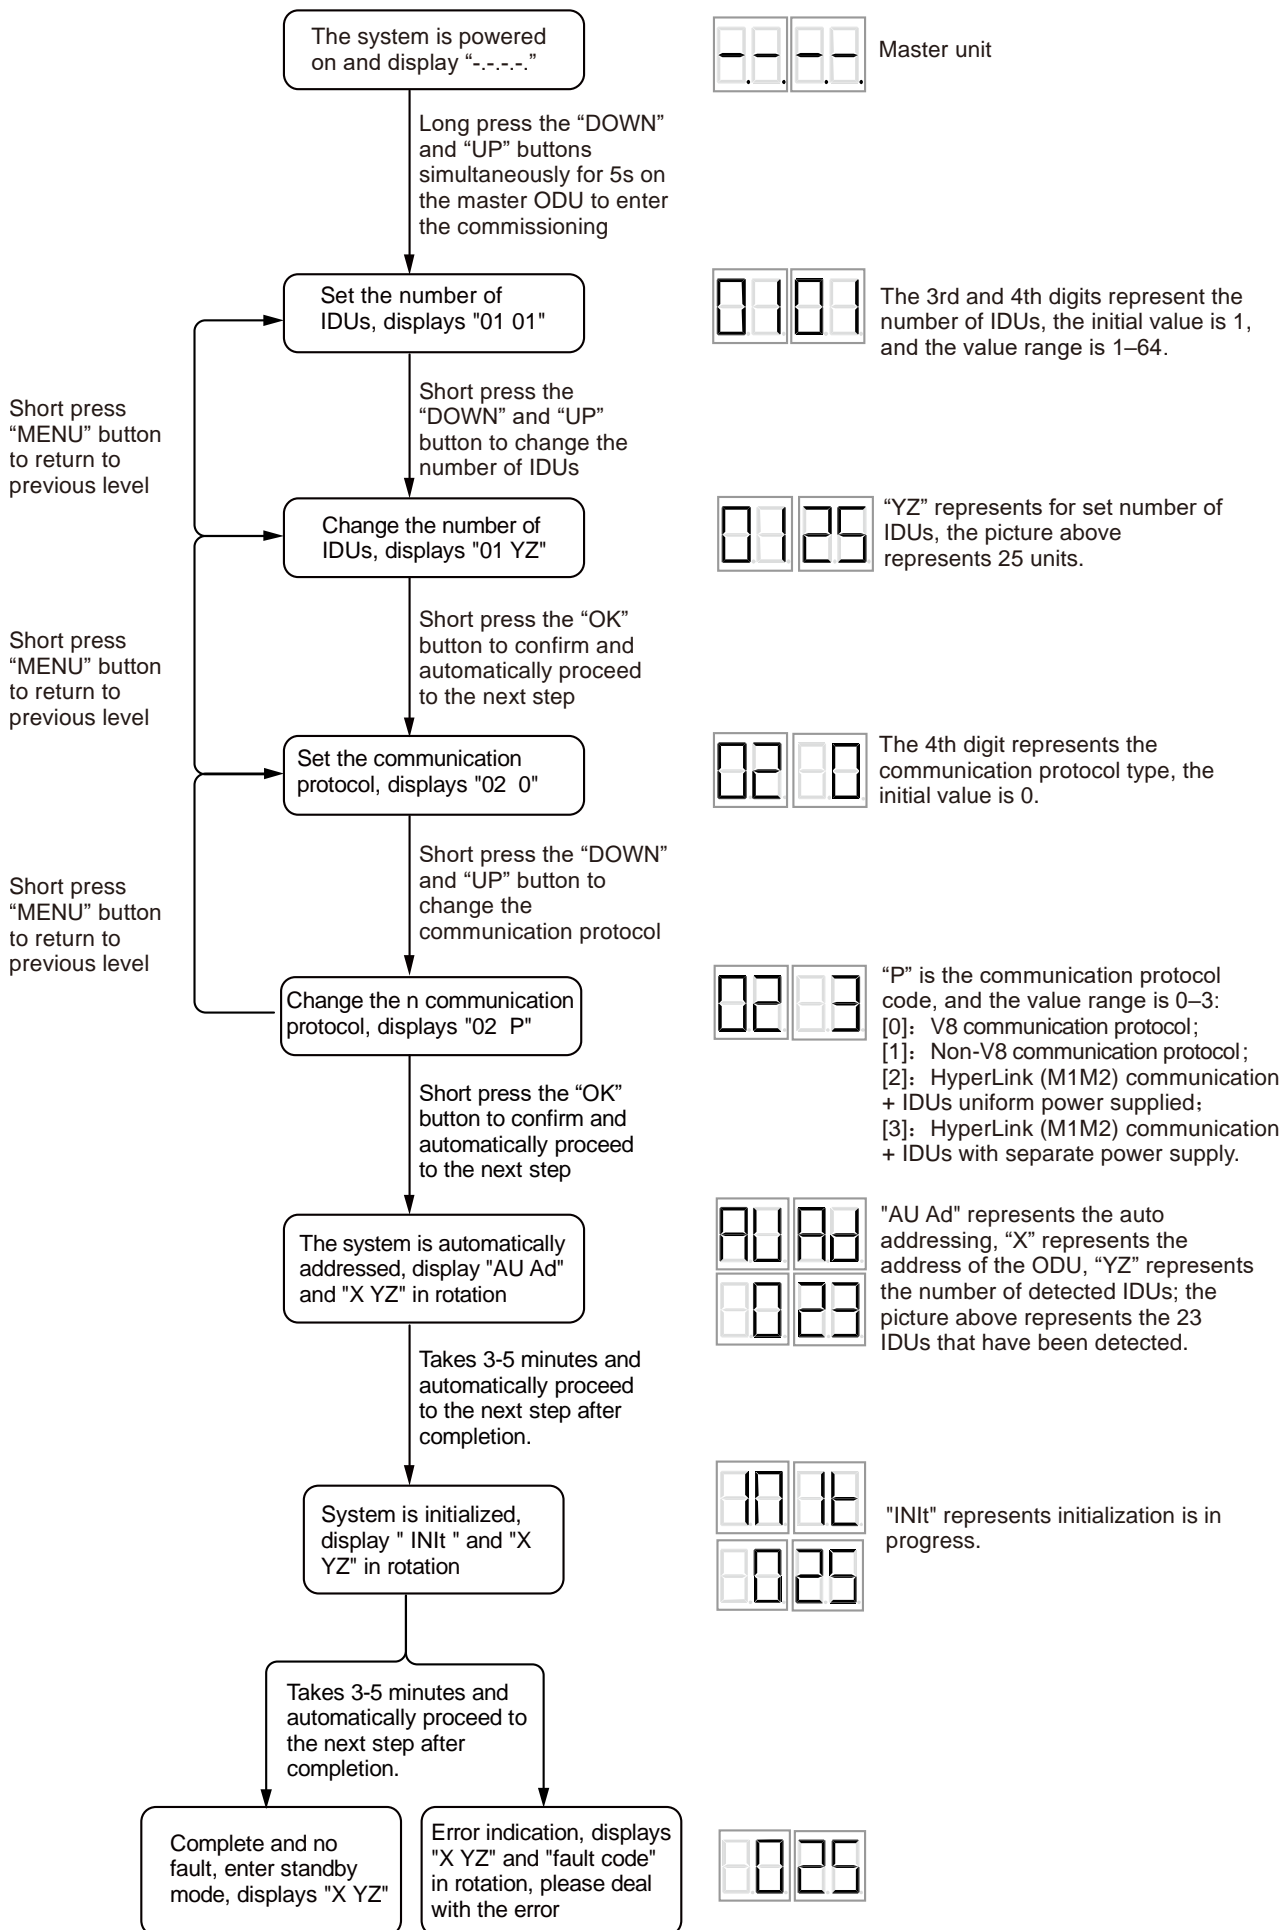 The system is powered
on and display “-.-.-.-.”
-.-.-.-.
Master unit
Long press the “DOWN”
and “UP” buttons
simultaneously for 5s on
the master ODU to enter
the commissioning
Set the number of
IDUs, displays "01 01"
0101
The 3rd and 4th digits represent the
number of IDUs, the initial value is 1,
and the value range is 1–64.
Short press
“MENU” button
to return to
previous level
Short press the
“DOWN” and “UP”
button to change the
number of IDUs
Change the number of
IDUs, displays "01 YZ"
0125
“YZ” represents for set number of
IDUs, the picture above
represents 25 units.
Short press
“MENU” button
to return to
previous level
Short press the “OK”
button to confirm and
automatically proceed
to the next step
Set the communication
protocol, displays "02  0"
02 0
The 4th digit represents the
communication protocol type, the
initial value is 0.
Short press
“MENU” button
to return to
previous level
Short press the “DOWN”
and “UP” button to
change the
communication protocol
Change the n communication
protocol, displays "02  P"
02 3
“P” is the communication protocol
code, and the value range is 0–3:
[0]：V8 communication protocol；
[1]：Non-V8 communication protocol；
[2]：HyperLink (M1M2) communication
+ IDUs uniform power supplied；
[3]：HyperLink (M1M2) communication
+ IDUs with separate power supply.
Short press the “OK”
button to confirm and
automatically proceed
to the next step
The system is automatically
addressed, display "AU Ad"
and "X YZ" in rotation
AUAd
023
"AU Ad" represents the auto
addressing, “X” represents the
address of the ODU, “YZ” represents
the number of detected IDUs; the
picture above represents the 23
IDUs that have been detected.
Takes 3-5 minutes and
automatically proceed
to the next step after
completion.
System is initialized,
display " INIt " and "X
YZ" in rotation
INIt
025
"INIt" represents initialization is in
progress.
Takes 3-5 minutes and
automatically proceed to
the next step after
completion.
Complete and no
fault, enter standby
mode, displays "X YZ"
Error indication, displays
"X YZ" and "fault code"
in rotation, please deal
with the error
025